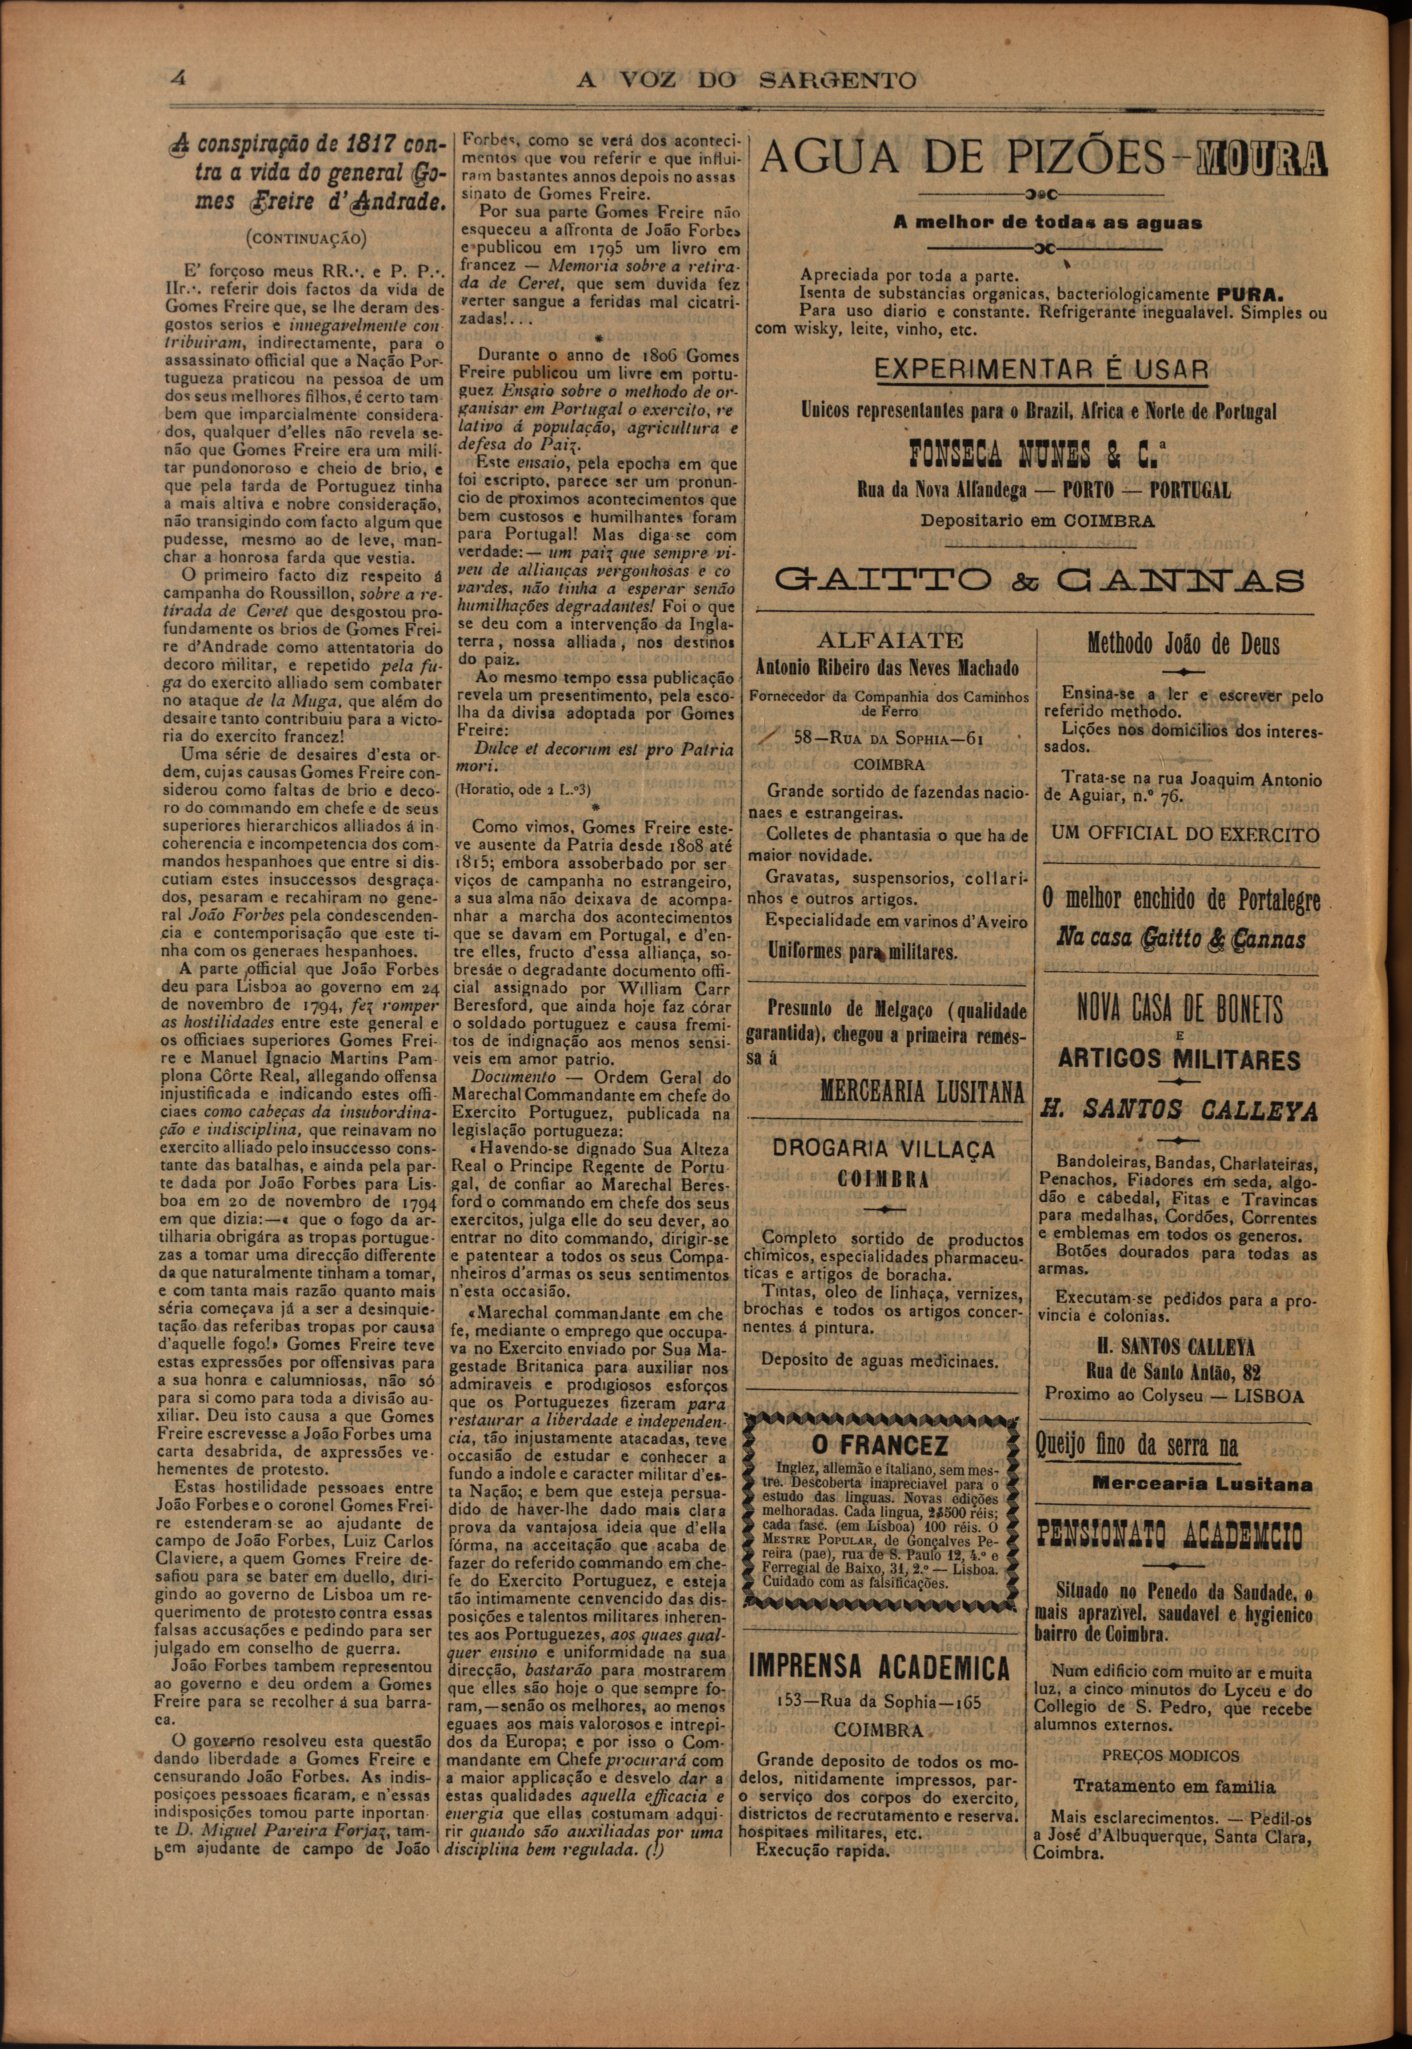 4
A VOZ DO SARGENTO
A conspiração de 1817 con-
tra a vida do general Go-
mes Freire d'Andrade.
(CONTINUAÇÃO)
E' forçoso meus RR.·. e P. P.·.
IIr.·. referir dois factos da vida de
Gomes Freire que, se lhe deram des-
gostos serios e innegavelmente con
tribuiram, indirectamente, para o
assassinato official que a Nação Por-
tugueza praticou na pessoa de um
dos seus melhores filhos, é certo tam
bem que imparcialmente considera-
dos, qualquer d'elles não revela se-
não que Gomes Freire era um mili-
tar pundonoroso e cheio de brio, e
que pela farda de Portuguez tinha
a mais altiva e nobre consideração,
não transigindo com facto algum que
pudesse, mesmo ao de leve, man-
char a honrosa farda que vestia.
O primeiro facto diz respeito á
campanha do Roussillon, sobre a re-
tirada de Ceret que desgostou pro-
fundamente os brios de Gomes Frei-
re d'Andrade como attentatoria do
decoro militar, e repetido pela fu-
ga do exercito alliado sem combater
no ataque de la Muga, que além do
desaire tanto contribuiu para a victo-
ria do exercito francez!
Uma série de desaires d'esta or-
dem, cujas causas Gomes Freire con-
siderou como faltas de brio e deco-
ro do commando em chefe e de seus
superiores hierarchicos alliados á in-
coherencia e incompetencia dos com-
mandos hespanhoes que entre si dis-
cutiam estes insuccessos desgraça-
dos, pesaram e recahiram no gene-
ral João Forbes pela condescenden-
cia e contemporisação que este ti-
nha com os generaes hespanhoes.
A parte official que João Forbes
deu para Lisboa ao governo em 24
de novembro de 1794, fez romper
as hostilidades entre este general e
os officiaes superiores Gomes Frei-
re e Manuel Ignacio Martins Pam
plona Côrte Real, allegando offensa
injustificada e indicando estes offi-
ciaes como cabeças da insubordina-
ção e indisciplina, que reinavam no
exercito alliado pelo insuccesso cons-
tante das batalhas, e ainda pela par-
te dada por João Forbes para Lis-
boa em 20 de novembro de 1794
em que dizia:—« que o fogo da ar-
tilharia obrigára as tropas portugue-
zas a tomar uma direcção differente
da que naturalmente tinham a tomar,
e com tanta mais razão quanto mais
séria começava já a ser a desinquie-
tação das referibas tropas por causa
d'aquelle fogo!» Gomes Freire teve
estas expressões por offensivas para
a sua honra e calumniosas, não só
para si como para toda a divisão au-
xiliar. Deu isto causa a que Gomes
Freire escrevesse a João Forbes uma
carta desabrida, de axpressões ve-
hementes de protesto.
Estas hostilidade pessoaes entre
João Forbes e o coronel Gomes Frei-
re estenderam-se ao ajudante de
campo de João Forbes, Luiz Carlos
Claviere, a quem Gomes Freire de-
safiou para se bater em duello, diri-
gindo ao governo de Lisboa um re-
querimento de protesto contra essas
falsas accusações e pedindo para ser
julgado em conselho de guerra.
João Forbes tambem representou
ao governo e deu ordem a Gomes
Freire para se recolher á sua barra-
ca.
O governo resolveu esta questão
dando liberdade a Gomes Freire e
censurando João Forbes. As indis-
posiçoes pessoaes ficaram, e n'essas
indisposições tomou parte inportan-
te D. Miguel Pareira Forjaz, tam-
bem ajudante de campo de João
Forbes, como se verá dos aconteci-
mentos que vou referir e que influi-
ram bastantes annos depois no assas
sinato de Gomes Freire.
Por sua parte Gomes Freire não
esqueceu a affronta de João Forbes
e publicou em 1795 um livro em
francez — Memoria sobre a retira-
da de Ceret, que sem duvida fez
verter sangue a feridas mal cicatri-
zadas!...
*
Durante o anno de 1806 Gomes
Freire publicou um livre em portu-
guez Ensaio sobre o methodo de or-
ganisar em Portugal o exercito, re
lativo á população, agricultura e
defesa do Paiz.
Este ensaio, pela epocha em que
foi escripto, parece ser um pronun-
cio de proximos acontecimentos que
bem custosos e humilhantes foram
para Portugal! Mas diga-se com
verdade:— um paiz que sempre vi-
veu de allianças vergonhosas e co
vardes, não tinha a esperar senão
humilhações degradantes! Foi o que
se deu com a intervenção da Ingla-
terra, nossa alliada, nos destinos
do paiz.
Ao mesmo tempo essa publicação
revela um presentimento, pela esco-
lha da divisa adoptada por Gomes
Freire:
Dulce et decorum est pro Patria
mori.
(Horatio, ode 2 L.º3)
*
Como vimos, Gomes Freire este-
ve ausente da Patria desde 1808 até
1815; embora assoberbado por ser
viços de campanha no estrangeiro,
a sua alma não deixava de acompa-
nhar a marcha dos acontecimentos
que se davam em Portugal, e d'en-
tre elles, fructo d'essa alliança, so-
bresáe o degradante documento offi-
cial assignado por William Carr
Beresford, que ainda hoje faz córar
o soldado portuguez e causa fremi-
tos de indignação aos menos sensi-
veis em amor patrio.
Documento — Ordem Geral do
Marechal Commandante em chefe do
Exercito Portuguez, publicada na
legislação portugueza:
«Havendo-se dignado Sua Alteza
Real o Principe Regente de Portu
gal, de confiar ao Marechal Beres-
ford o commando em chefe dos seus
exercitos, julga elle do seu dever, ao
entrar no dito commando, dirigir-se
e patentear a todos os seus Compa-
nheiros d'armas os seus sentimentos
n'esta occasião.
«Marechal commandante em che
fe, mediante o emprego que occupa-
va no Exercito enviado por Sua Ma-
gestade Britanica para auxiliar nos
admiraveis e prodigiosos esforços
que os Portuguezes fizeram para
restaurar a liberdade e independen-
cia, tão injustamente atacadas, teve
occasião de estudar e conhecer a
fundo a indole e caracter militar d'es-
ta Nação; e bem que esteja persua-
dido de haver-lhe dado mais clara
prova da vantajosa ideia que d'ella
fórma, na acceitação que acaba de
fazer do referido commando em che-
fe do Exercito Portuguez, e esteja
tão intimamente cenvencido das dis-
posições e talentos militares inheren-
tes aos Portuguezes, aos quaes qual-
quer ensino e uniformidade na sua
direcção, bastarão para mostrarem
que elles são hoje o que sempre fo-
ram,—senão os melhores, ao menos
eguaes aos mais valorosos e intrepi-
dos da Europa; e por isso o Com-
mandante em Chefe procurará com
a maior applicação e desvelo dar a
estas qualidades aquella efficacia e
energia que ellas costumam adqui-
rir quando são auxiliadas por uma
disciplina bem regulada. (!)
AGUA DE PIZÕES-MOURA
A melhor de todas as aguas
Apreciada por toda a parte.
Isenta de substancias organicas, bacteriologicamente PURA.
Para uso diario e constante. Refrigerante inegualavel. Simples ou
com wisky, leite, vinho, etc.
EXPERIMENTAR É USAR
Unicos representantes para o Brazil, Africa e Norte de Portugal
FONSECA NUNES & C.ª
Rua da Nova Alfandega — PORTO — PORTUGAL
Depositario em COIMBRA
GAITTO & CANNAS
ALFAIATE
Antonio Ribeiro das Neves Machado
Fornecedor da Companhia dos Caminhos
de Ferro
58—RUA DA SOPHIA—61
COIMBRA
Grande sortido de fazendas nacio-
naes e estrangeiras.
Colletes de phantasia o que ha de
maior novidade.
Gravatas, suspensorios, collari-
nhos e outros artigos.
Especialidade em varinos d'Aveiro
Uniformes para militares.
Presunto de Melgaço (qualidade
garantida), chegou a primeira remes-
sa á
MERCEARIA LUSITANA
DROGARIA VILLAÇA
COIMBRA
Completo sortido de productos
chimicos, especialidades pharmaceu-
ticas e artigos de boracha.
Tintas, oleo de linhaça, vernizes,
brochas e todos os artigos concer-
nentes á pintura.
Deposito de aguas medicinaes.
O FRANCEZ
Inglez, allemão e italiano, sem mes-
tre. Descoberta inapreciavel para o
estudo das linguas. Novas edições
melhoradas. Cada lingua, 2$500 réis;
cada fasc. (em Lisboa) 100 réis. O
MESTRE POPULAR, de Gonçalves Pe-
reira (pae), rua de S. Paulo 12, 4.º e
Ferregial de Baixo, 31, 2.º — Lisboa.
Cuidado com as falsificações.
IMPRENSA ACADEMICA
153—Rua da Sophia—165
COIMBRA
Grande deposito de todos os mo-
delos, nitidamente impressos, par-
o serviço dos corpos do exercito,
districtos de recrutamento e reserva.
hospitaes militares, etc.
Execução rapida.
Methodo João de Deus
Ensina-se a ler e escrever pelo
referido methodo.
Lições nos domicilios dos interes-
sados.
Trata-se na rua Joaquim Antonio
de Aguiar, n.º 76.
UM OFFICIAL DO EXERCITO
O melhor enchido de Portalegre
Na casa Gaitto & Cannas
NOVA CASA DE BONETS
E
ARTIGOS MILITARES
H. SANTOS CALLEYA
Bandoleiras, Bandas, Charlateiras,
Penachos, Fiadores em seda, algo-
dão e cabedal, Fitas e Travincas
para medalhas, Cordões, Correntes
e emblemas em todos os generos.
Botões dourados para todas as
armas.
Executam-se pedidos para a pro-
vincia e colonias.
H. SANTOS CALLEYA
Rua de Santo Antão, 82
Proximo ao Colyseu — LISBOA
Queijo fino da serra na
Mercearia Lusitana
PENSIONATO ACADEMCIO
Situado no Penedo da Saudade, o
mais aprazivel, saudavel e hygienico
bairro de Coimbra.
Num edificio com muito ar e muita
luz, a cinco minutos do Lyceu e do
Collegio de S. Pedro, que recebe
alumnos externos.
PREÇOS MODICOS
Tratamento em familia
Mais esclarecimentos. — Pedil-os
a José d'Albuquerque, Santa Clara,
Coimbra.